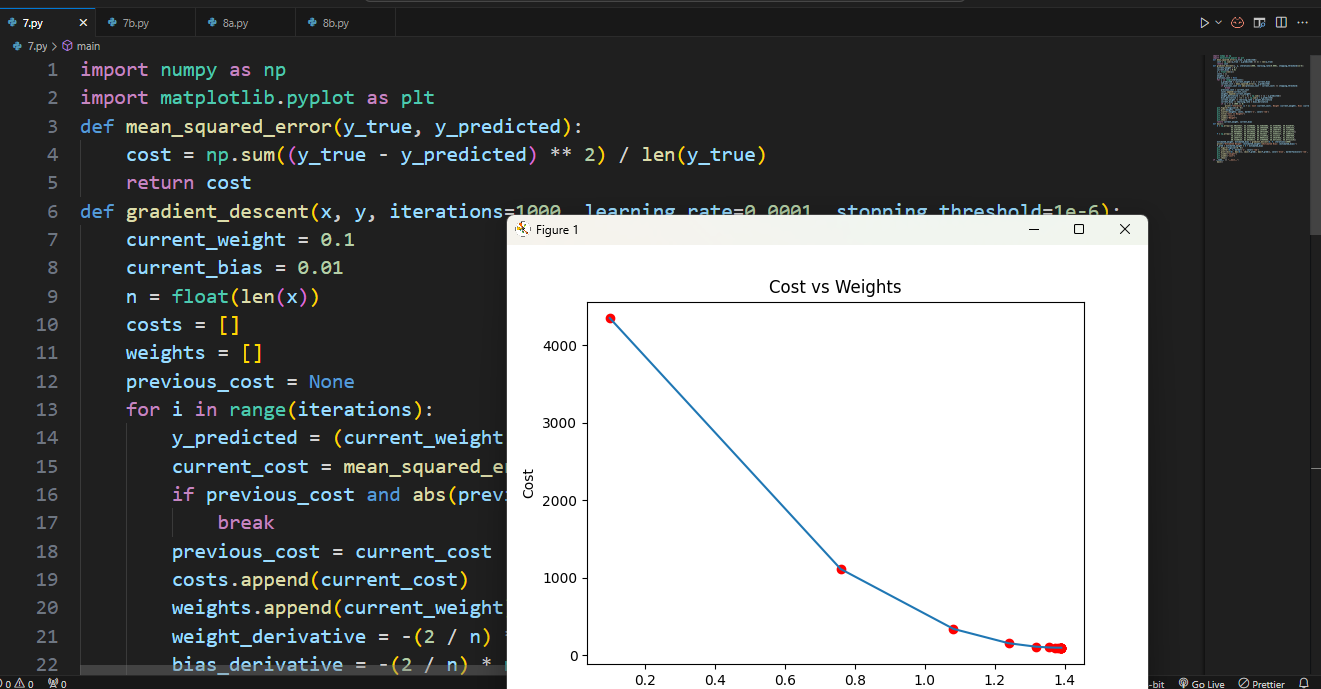 7.py
7b.py
8a.py
8b.py
7.py > main
1 import numpy as np
2 import matplotlib.pyplot as plt
3 def mean_squared_error(y_true, y_predicted):
4 cost = np.sum((y_true - y_predicted) ** 2) / len(y_true)
5 return cost
6 def gradient_descent(x, y, iterations=1000, learning_rate=0.0001, stopping_threshold=1e-6):
7 current_weight = 0.1
8 current_bias = 0.01
9 n = float(len(x))
10 costs = []
11 weights = []
12 previous_cost = None
13 for i in range(iterations):
14 y_predicted = (current_weight
15 current_cost = mean_squared_e
16 if previous_cost and abs(prev
17 break
18 previous_cost = current_cost
19 costs.append(current_cost)
20 weights.append(current_weight
21 weight_derivative = -(2 / n)
22 bias_derivative = -(2 / n) *
Figure 1
Cost vs Weights
Cost
4000
3000
2000
1000
0
0.2 0.4 0.6 0.8 1.0 1.2 1.4
0 0 0
-bit Go Live Prettier